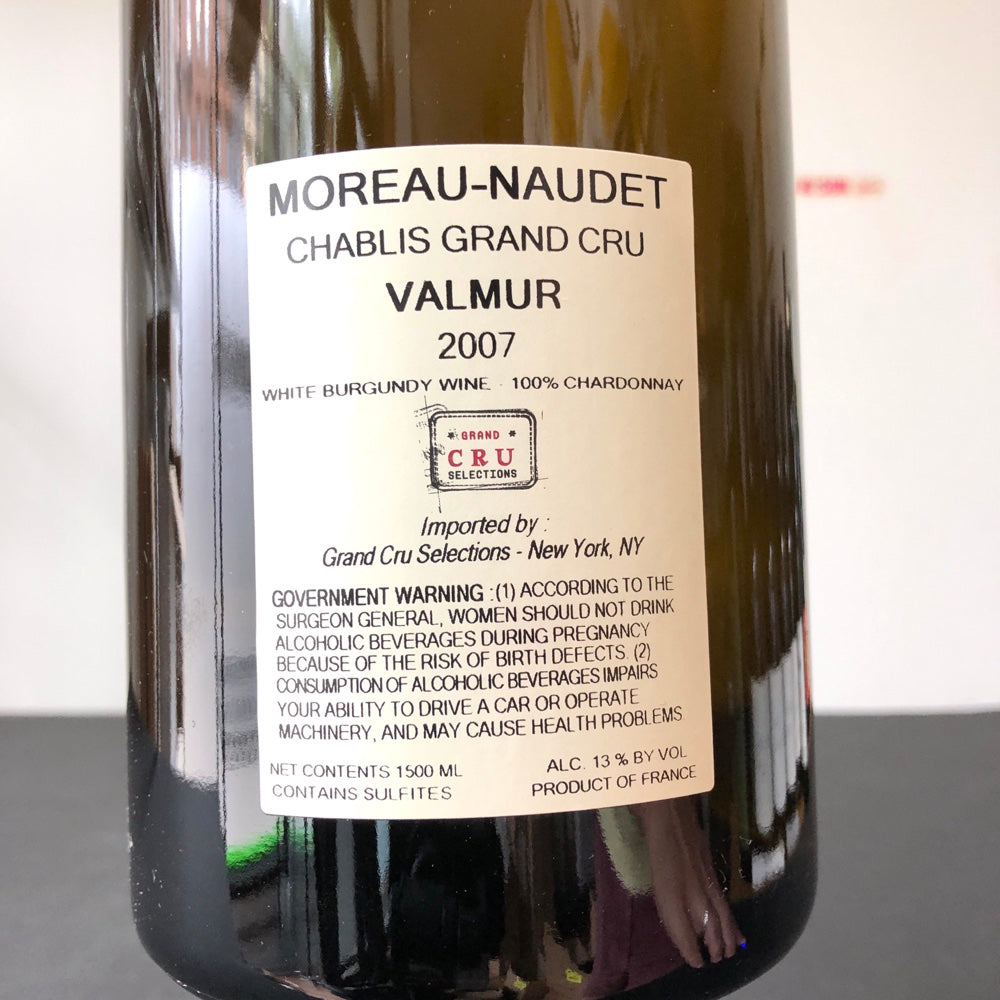 MOREAU-NAUDET
CHABLIS GRAND CRU
VALMUR
2007
WHITE BURGUNDY WINE - 100% CHARDONNAY
GRAND
CRU
SELECTIONS
Imported by :
Grand Cru Selections - New York, NY
GOVERNMENT WARNING :(1) ACCORDING TO THE
SURGEON GENERAL, WOMEN SHOULD NOT DRINK
ALCOHOLIC BEVERAGES DURING PREGNANCY
BECAUSE OF THE RISK OF BIRTH DEFECTS. (2)
CONSUMPTION OF ALCOHOLIC BEVERAGES IMPAIRS
YOUR ABILITY TO DRIVE A CAR OR OPERATE
MACHINERY, AND MAY CAUSE HEALTH PROBLEMS
NET CONTENTS 1500 ML
CONTAINS SULFITES
ALC. 13 % BY VOL
PRODUCT OF FRANCE